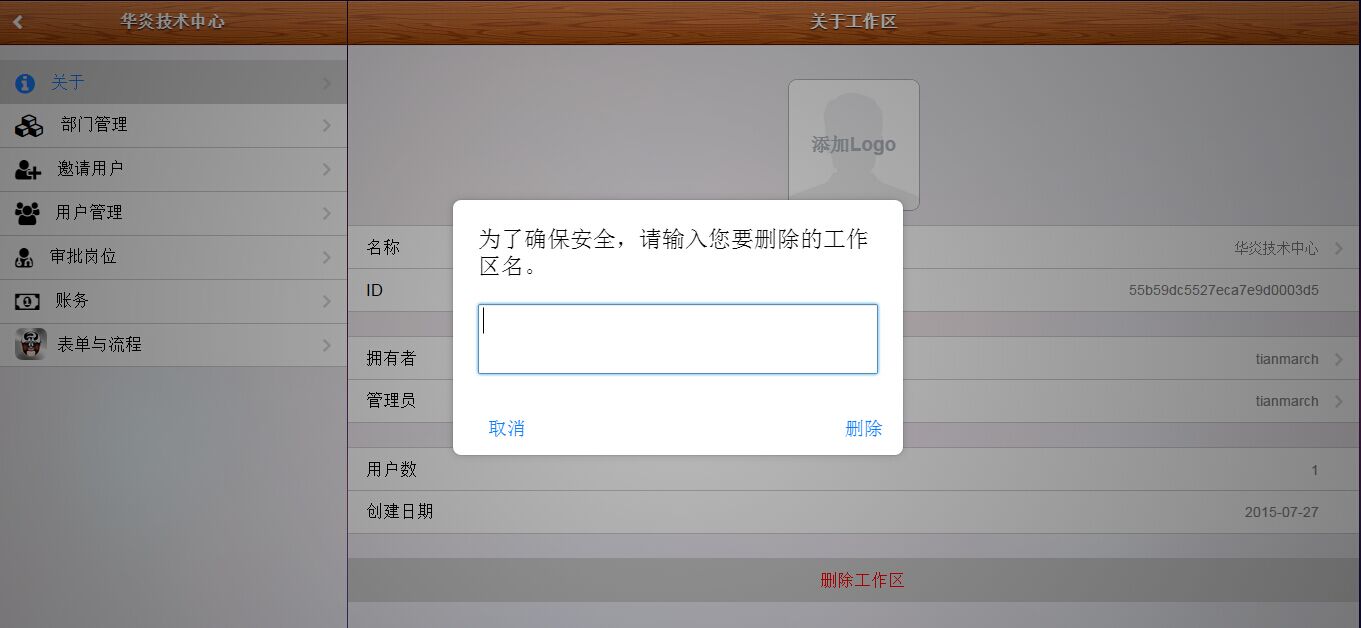 华炎技术中心
关于工作区
关于
部门管理
邀请用户
用户管理
审批岗位
账务
表单与流程
添加Logo
名称
华炎技术中心
ID
55b59dc5527eca7e9d0003d5
拥有者
tianmarch
管理员
tianmarch
用户数
1
创建日期
2015-07-27
删除工作区
为了确保安全，请输入您要删除的工作
区名。
取消
删除